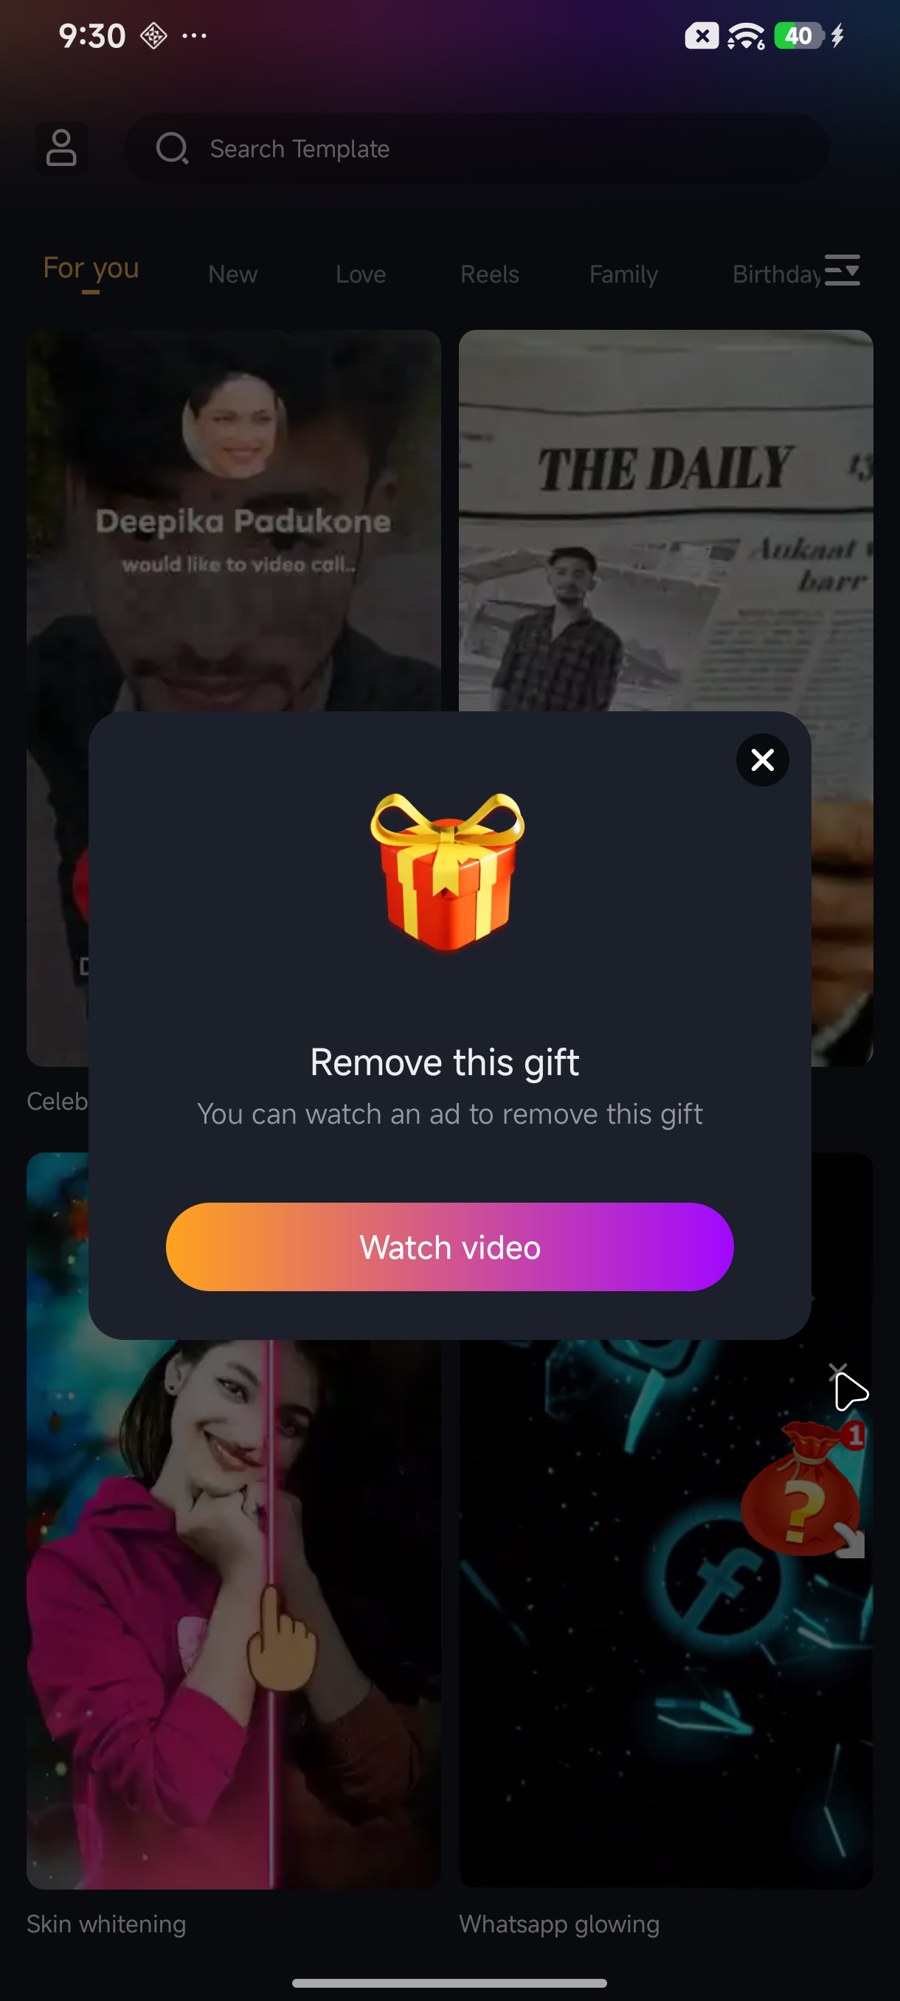 9:30
40
Search Template
For you
New
Love
Reels
Family
Birthday
Deepika Padukone
would like to video call..
THE DAILY
13
Aukaat
barr
Remove this gift
You can watch an ad to remove this gift
Watch video
Celeb
1
?
f
Skin whitening
Whatsapp glowing